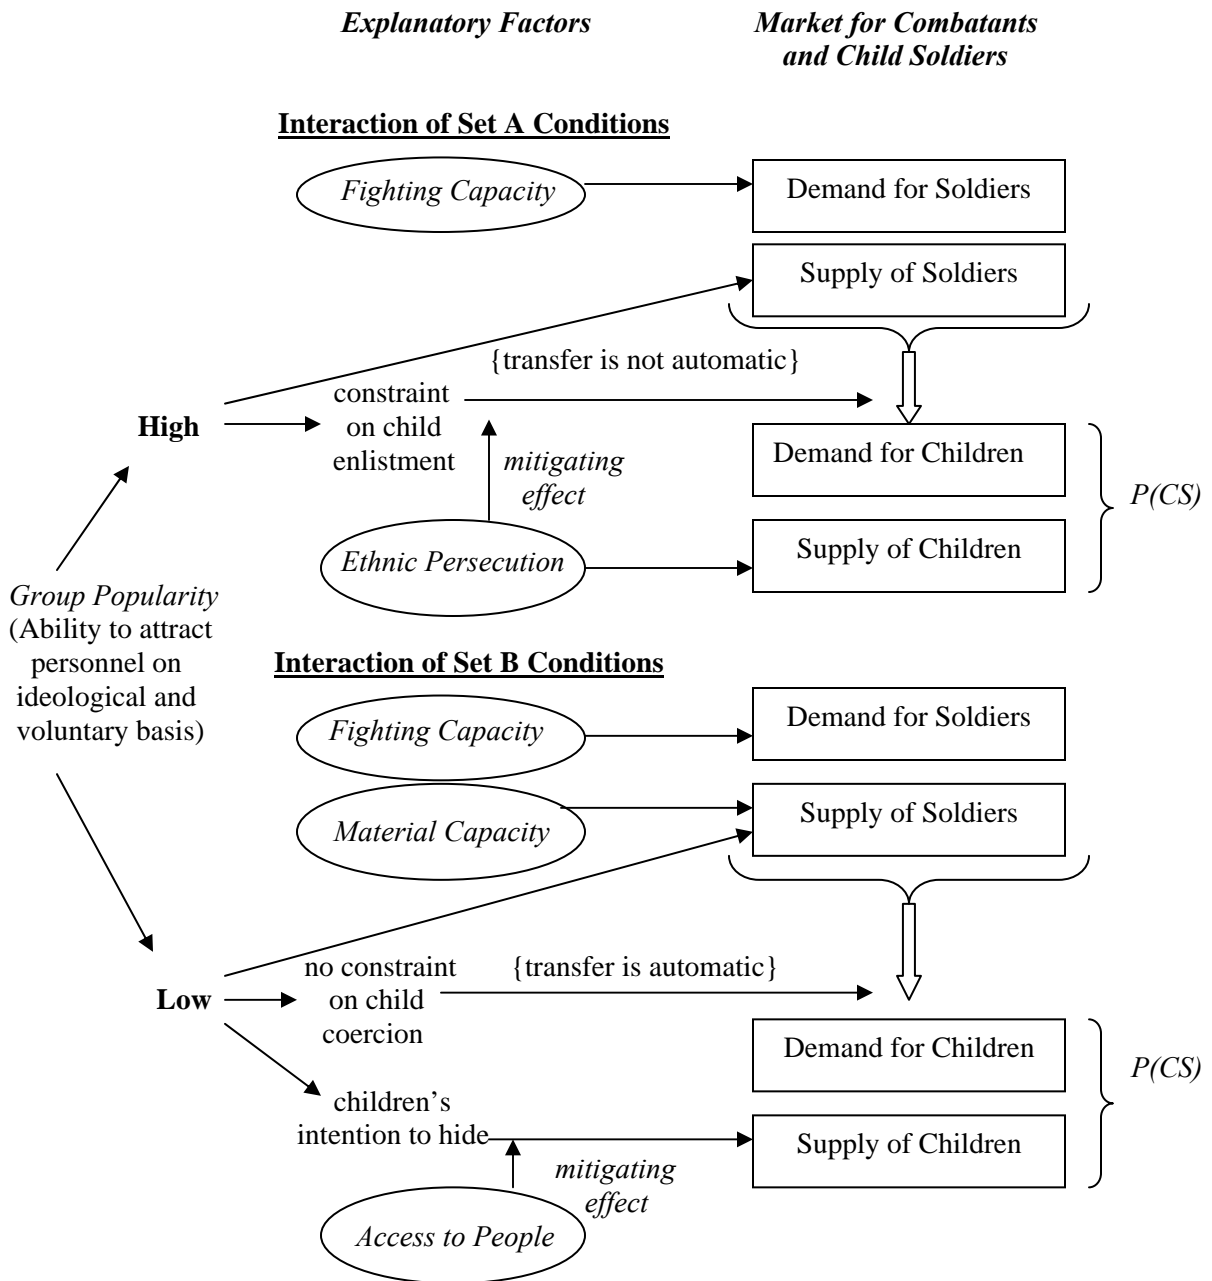 Explanatory Factors
Market for Combatants
and Child Soldiers
Interaction of Set A Conditions
Fighting Capacity
Demand for Soldiers
Supply of Soldiers
{transfer is not automatic}
High
constraint
on child
enlistment
mitigating
effect
Demand for Children
P(CS)
Ethnic Persecution
Supply of Children
Group Popularity
(Ability to attract
personnel on
ideological and
voluntary basis)
Interaction of Set B Conditions
Fighting Capacity
Demand for Soldiers
Material Capacity
Supply of Soldiers
Low
no constraint
on child
coercion
{transfer is automatic}
Demand for Children
P(CS)
children’s
intention to hide
Supply of Children
mitigating
effect
Access to People